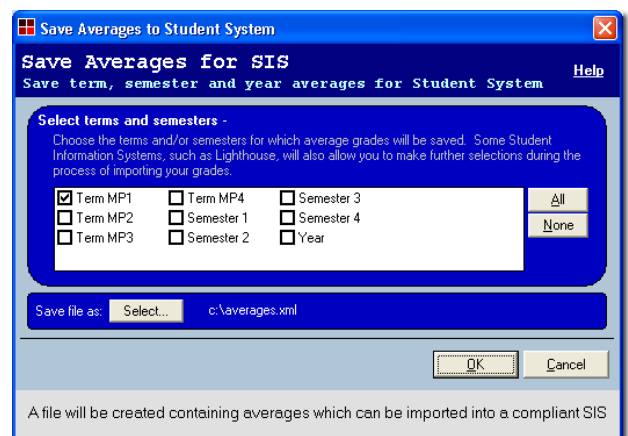 Save Averages to Student System
Save Averages for SIS
Help
Save term, semester and year averages for Student System
Select terms and semesters -
Choose the terms and/or semesters for which average grades will be saved. Some Student
Information Systems, such as Lighthouse, will also allow you to make further selections during the
process of importing your grades.
Term MP1 Term MP4 Semester 3
Term MP2 Semester 1 Semester 4
Term MP3 Semester 2 Year
All
None
Save file as: Select... c:\averages.xml
OK Cancel
A file will be created containing averages which can be imported into a compliant SIS